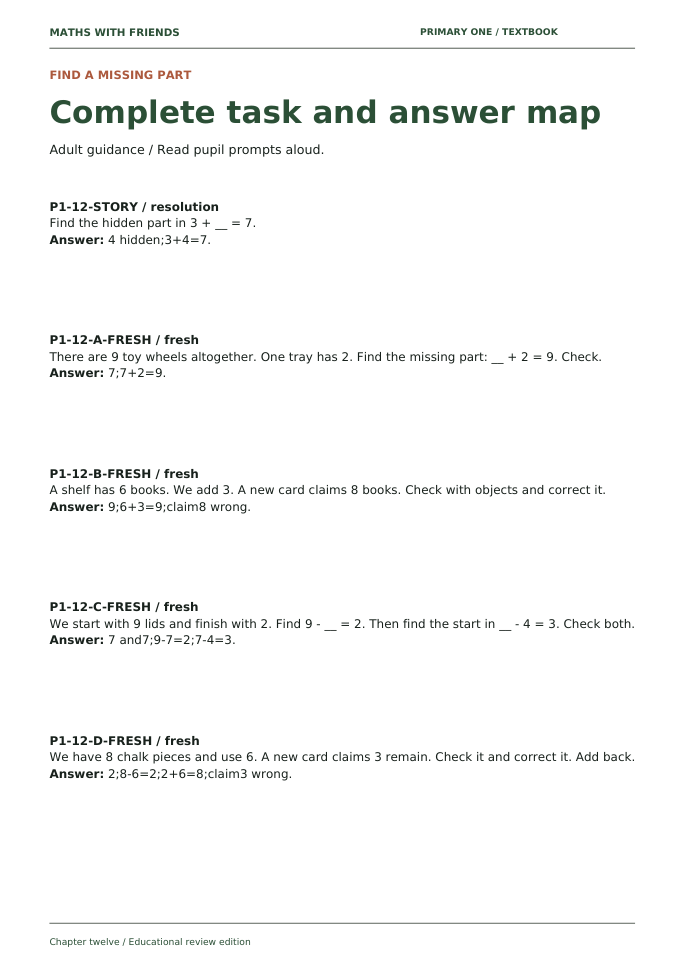 MATHS WITH FRIENDS
PRIMARY ONE / TEXTBOOK
FIND A MISSING PART
Complete task and answer map
Adult guidance / Read pupil prompts aloud.
P1-12-STORY / resolution
Find the hidden part in 3 + __ = 7.
Answer: 4 hidden;3+4=7.
P1-12-A-FRESH / fresh
There are 9 toy wheels altogether. One tray has 2. Find the missing part: __ + 2 = 9. Check.
Answer: 7;7+2=9.
P1-12-B-FRESH / fresh
A shelf has 6 books. We add 3. A new card claims 8 books. Check with objects and correct it.
Answer: 9;6+3=9;claim8 wrong.
P1-12-C-FRESH / fresh
We start with 9 lids and finish with 2. Find 9 - __ = 2. Then find the start in __ - 4 = 3. Check both.
Answer: 7 and7;9-7=2;7-4=3.
P1-12-D-FRESH / fresh
We have 8 chalk pieces and use 6. A new card claims 3 remain. Check it and correct it. Add back.
Answer: 2;8-6=2;2+6=8;claim3 wrong.
Chapter twelve / Educational review edition